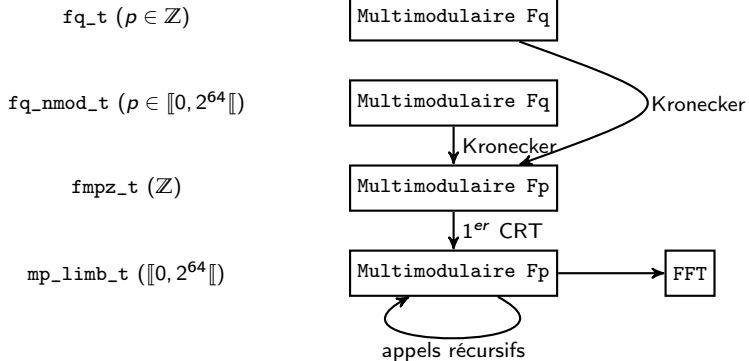 fq_t (p ∈ ℤ)
Multimodulaire Fq
Kronecker
fq_nmod_t (p ∈ ⟦0, 2⁶⁴⟦)
Multimodulaire Fq
Kronecker
fmpz_t (ℤ)
Multimodulaire Fp
1ᵉʳ CRT
mp_limb_t (⟦0, 2⁶⁴⟦)
Multimodulaire Fp
FFT
appels récursifs